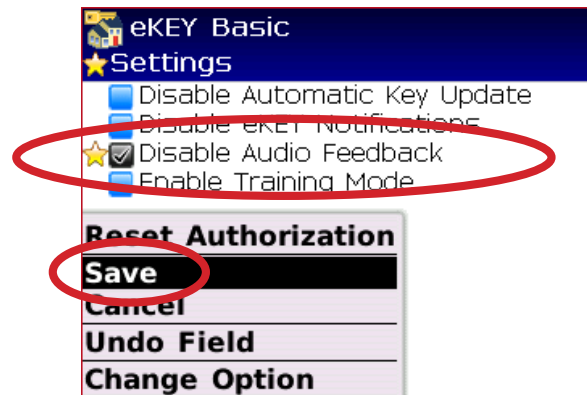 eKEY Basic
Settings
Disable Automatic Key Update
Disable eKEY Notifications
Disable Audio Feedback
Enable Training Mode
Reset Authorization
Save
Cancel
Undo Field
Change Option